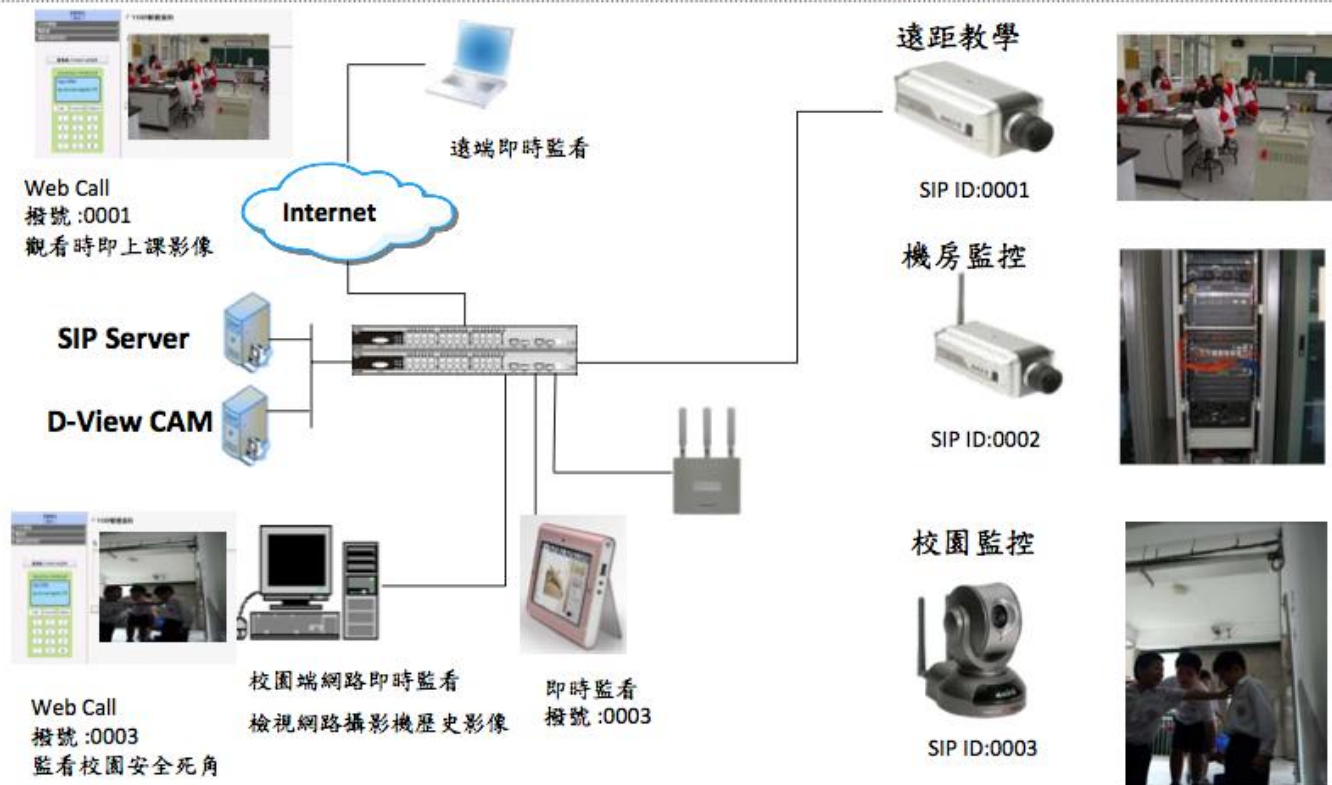 Web Call
撥號 :0001
觀看時即上課影像
遠端即時監看
Internet
SIP Server
D-View CAM
Web Call
撥號 :0003
監看校園安全死角
校園端網路即時監看
檢視網路攝影機歷史影像
即時監看
撥號 :0003
遠距教學
SIP ID:0001
機房監控
SIP ID:0002
校園監控
SIP ID:0003